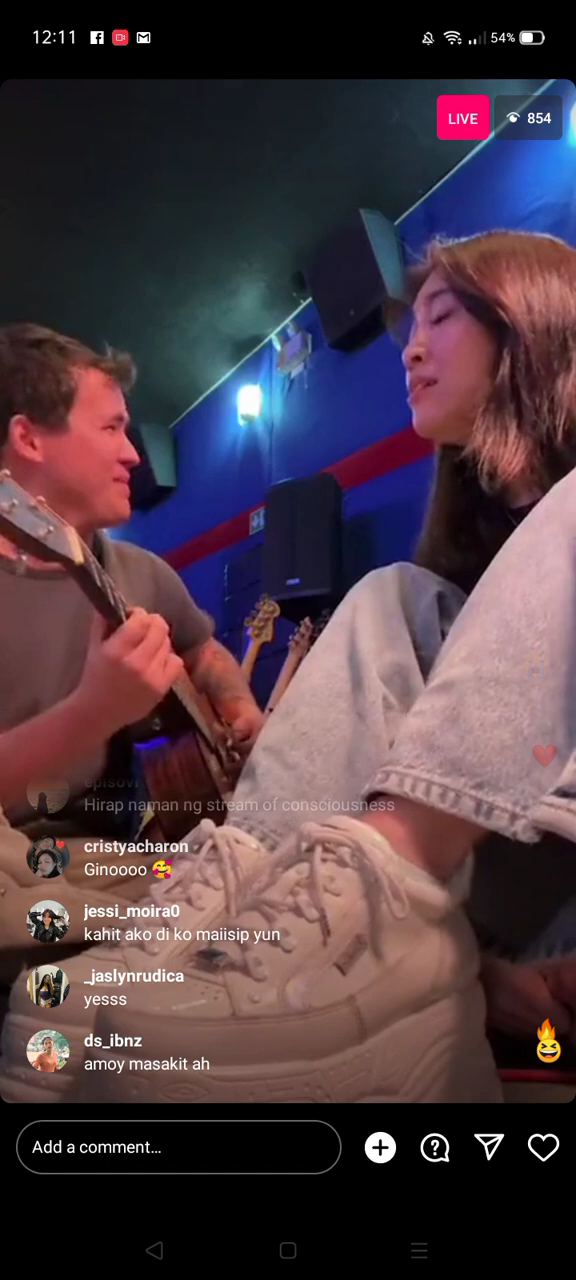 12:11
54%
LIVE
854
episovi
Hirap naman ng stream of consciousness
cristyacharon
Ginoooo 🥰
jessi_moira0
kahit ako di ko maiisip yun
_jaslynrudica
yesss
ds_ibnz
amoy masakit ah
Add a comment...